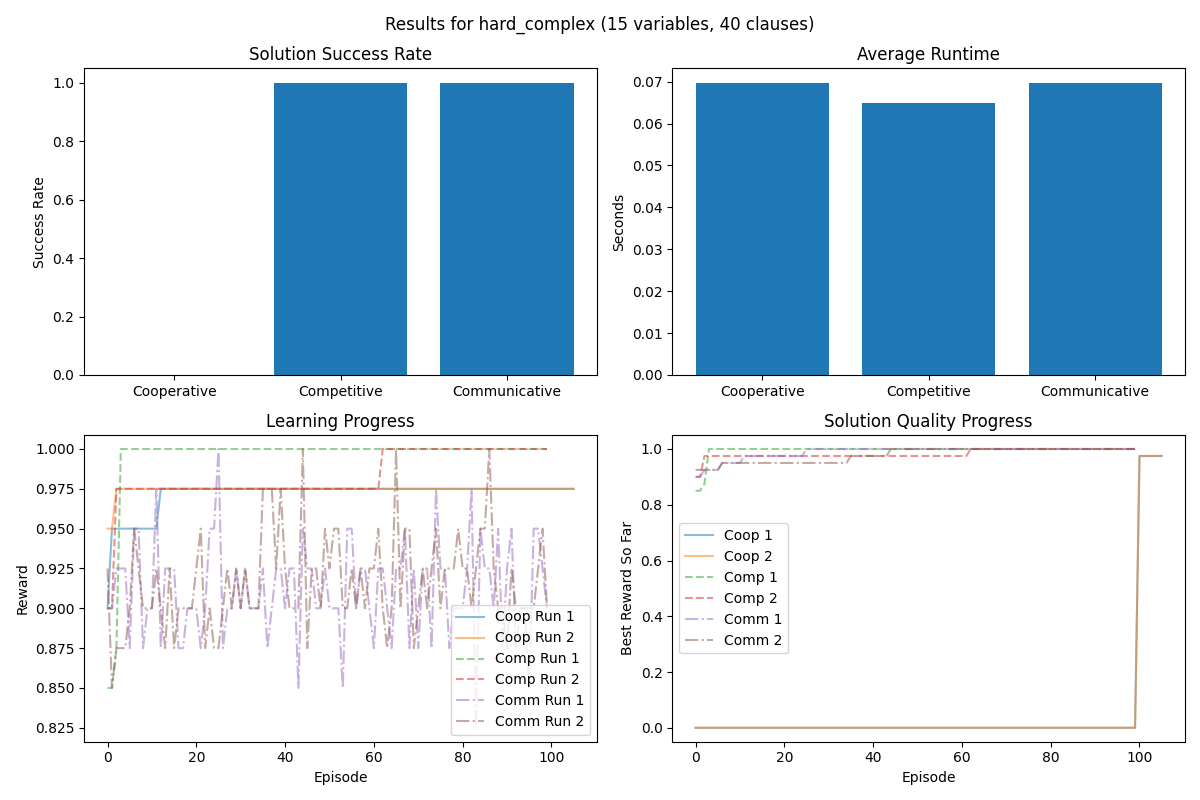 Results for hard_complex (15 variables, 40 clauses)
Solution Success Rate
1.0
0.8
0.6
0.4
0.2
0.0
Success Rate
Cooperative
Competitive
Communicative
Average Runtime
0.07
0.06
0.05
0.04
0.03
0.02
0.01
0.00
Seconds
Cooperative
Competitive
Communicative
Learning Progress
1.000
0.975
0.950
0.925
0.900
0.875
0.850
0.825
Reward
Coop Run 1
Coop Run 2
Comp Run 1
Comp Run 2
Comm Run 1
Comm Run 2
0
20
40
60
80
100
Episode
Solution Quality Progress
1.0
0.8
0.6
0.4
0.2
0.0
Best Reward So Far
Coop 1
Coop 2
Comp 1
Comp 2
Comm 1
Comm 2
0
20
40
60
80
100
Episode